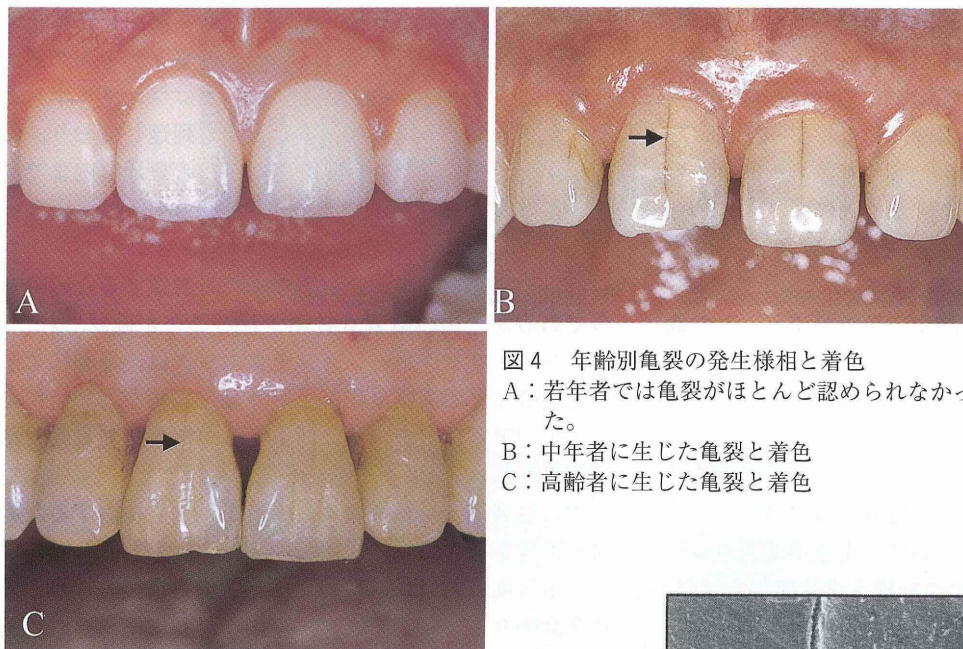 A
B
C
図4 年齢別亀裂の発生様相と着色
A：若年者では亀裂がほとんど認められなかっ
た。
B：中年者に生じた亀裂と着色
C：高齢者に生じた亀裂と着色